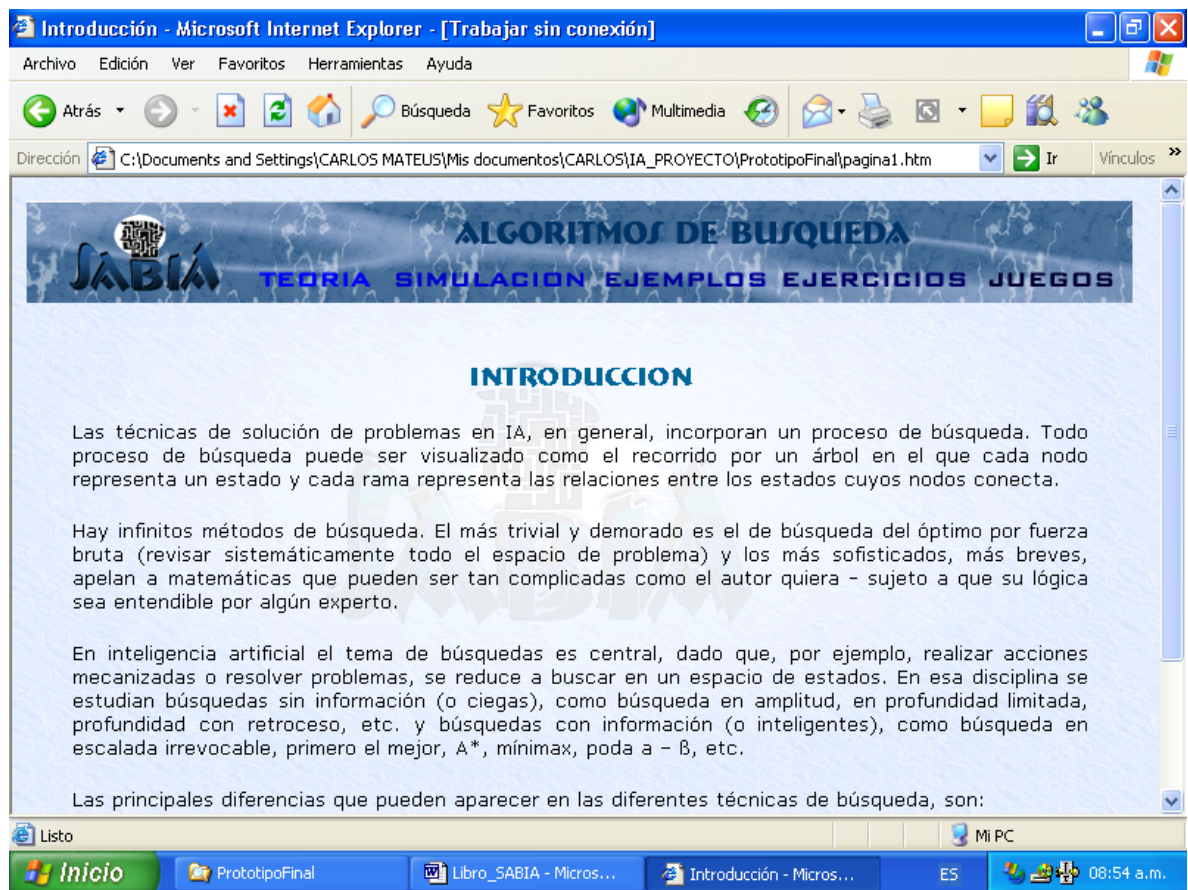 Introducción - Microsoft Internet Explorer - [Trabajar sin conexión]
Archivo Edición Ver Favoritos Herramientas Ayuda
Atrás Búsqueda Favoritos Multimedia
Dirección C:\Documents and Settings\CARLOS MATEUS\Mis documentos\CARLOS\IA_PROYECTO\PrototipoFinal\pagina1.htm Ir Vínculos »
ALGORITMOS DE BUSQUEDA
SABIÁ TEORIA SIMULACION EJEMPLOS EJERCICIOS JUEGOS
INTRODUCCION
Las técnicas de solución de problemas en IA, en general, incorporan un proceso de búsqueda. Todo
proceso de búsqueda puede ser visualizado como el recorrido por un árbol en el que cada nodo
representa un estado y cada rama representa las relaciones entre los estados cuyos nodos conecta.
Hay infinitos métodos de búsqueda. El más trivial y demorado es el de búsqueda del óptimo por fuerza
bruta (revisar sistemáticamente todo el espacio de problema) y los más sofisticados, más breves,
apelan a matemáticas que pueden ser tan complicadas como el autor quiera – sujeto a que su lógica
sea entendible por algún experto.
En inteligencia artificial el tema de búsquedas es central, dado que, por ejemplo, realizar acciones
mecanizadas o resolver problemas, se reduce a buscar en un espacio de estados. En esa disciplina se
estudian búsquedas sin información (o ciegas), como búsqueda en amplitud, en profundidad limitada,
profundidad con retroceso, etc. y búsquedas con información (o inteligentes), como búsqueda en
escalada irrevocable, primero el mejor, A*, mínimax, poda a – ß, etc.
Las principales diferencias que pueden aparecer en las diferentes técnicas de búsqueda, son:
Listo Mi PC
Inicio PrototipoFinal Libro_SABIA - Micros... Introducción - Micros... ES 08:54 a.m.